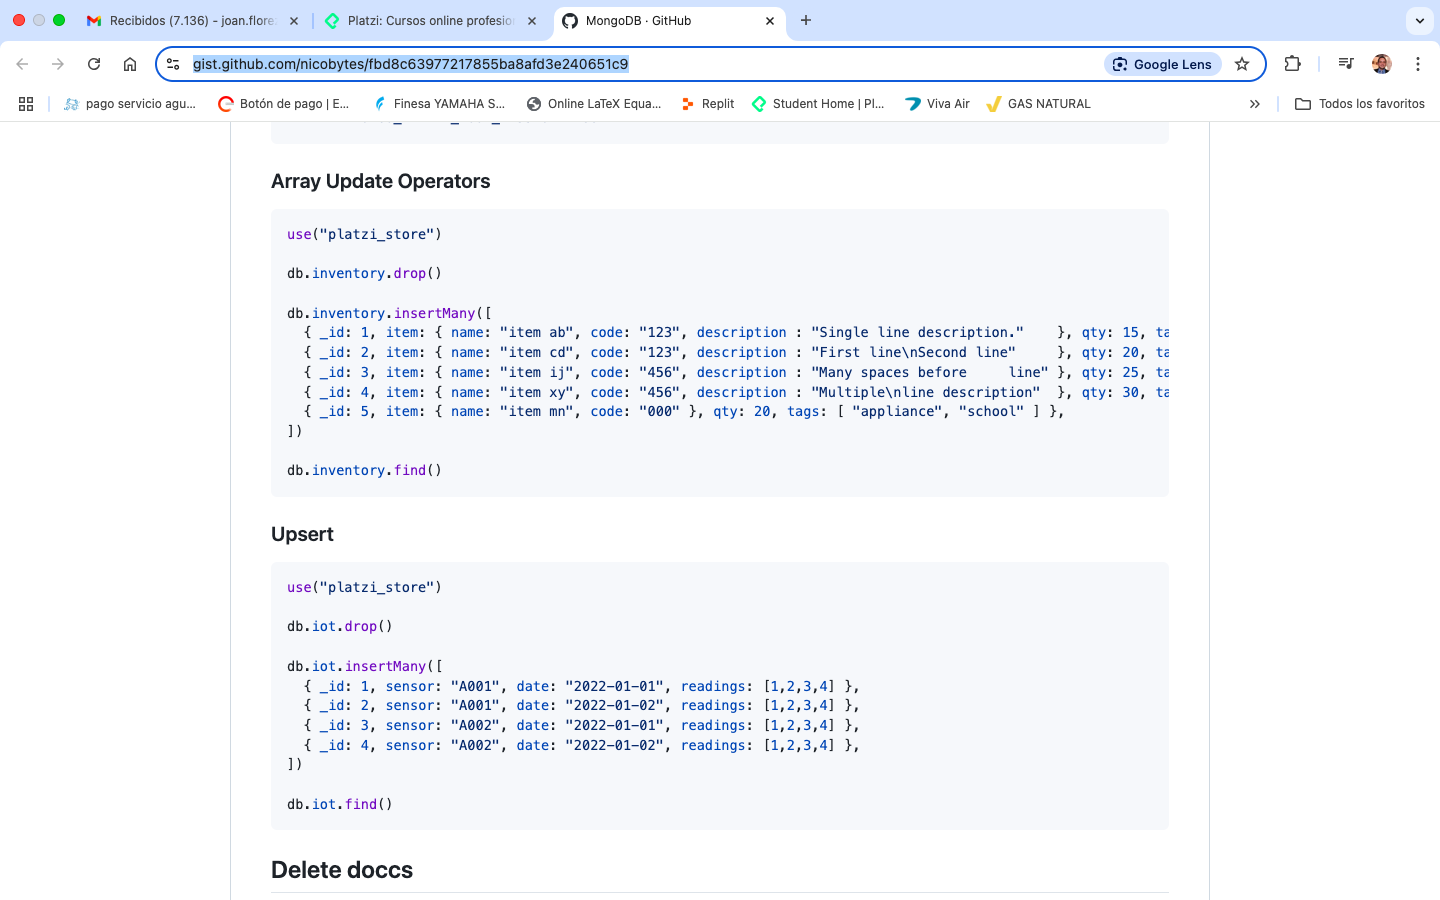 Recibidos (7.136) - joan.flore
Platzi: Cursos online profesio
MongoDB · GitHub
gist.github.com/nicobytes/fbd8c63977217855ba8afd3e240651c9
Google Lens
pago servicio agu...
Botón de pago | E...
Finesa YAMAHA S...
Online LaTeX Equa...
Replit
Student Home | Pl...
Viva Air
GAS NATURAL
Todos los favoritos
Array Update Operators
use("platzi_store")
db.inventory.drop()
db.inventory.insertMany([
{ _id: 1, item: { name: "item ab", code: "123", description : "Single line description."    }, qty: 15, ta
{ _id: 2, item: { name: "item cd", code: "123", description : "First line\nSecond line"     }, qty: 20, ta
{ _id: 3, item: { name: "item ij", code: "456", description : "Many spaces before     line" }, qty: 25, ta
{ _id: 4, item: { name: "item xy", code: "456", description : "Multiple\nline description"  }, qty: 30, ta
{ _id: 5, item: { name: "item mn", code: "000" }, qty: 20, tags: [ "appliance", "school" ] },
])
db.inventory.find()
Upsert
use("platzi_store")
db.iot.drop()
db.iot.insertMany([
{ _id: 1, sensor: "A001", date: "2022-01-01", readings: [1,2,3,4] },
{ _id: 2, sensor: "A001", date: "2022-01-02", readings: [1,2,3,4] },
{ _id: 3, sensor: "A002", date: "2022-01-01", readings: [1,2,3,4] },
{ _id: 4, sensor: "A002", date: "2022-01-02", readings: [1,2,3,4] },
])
db.iot.find()
Delete doccs